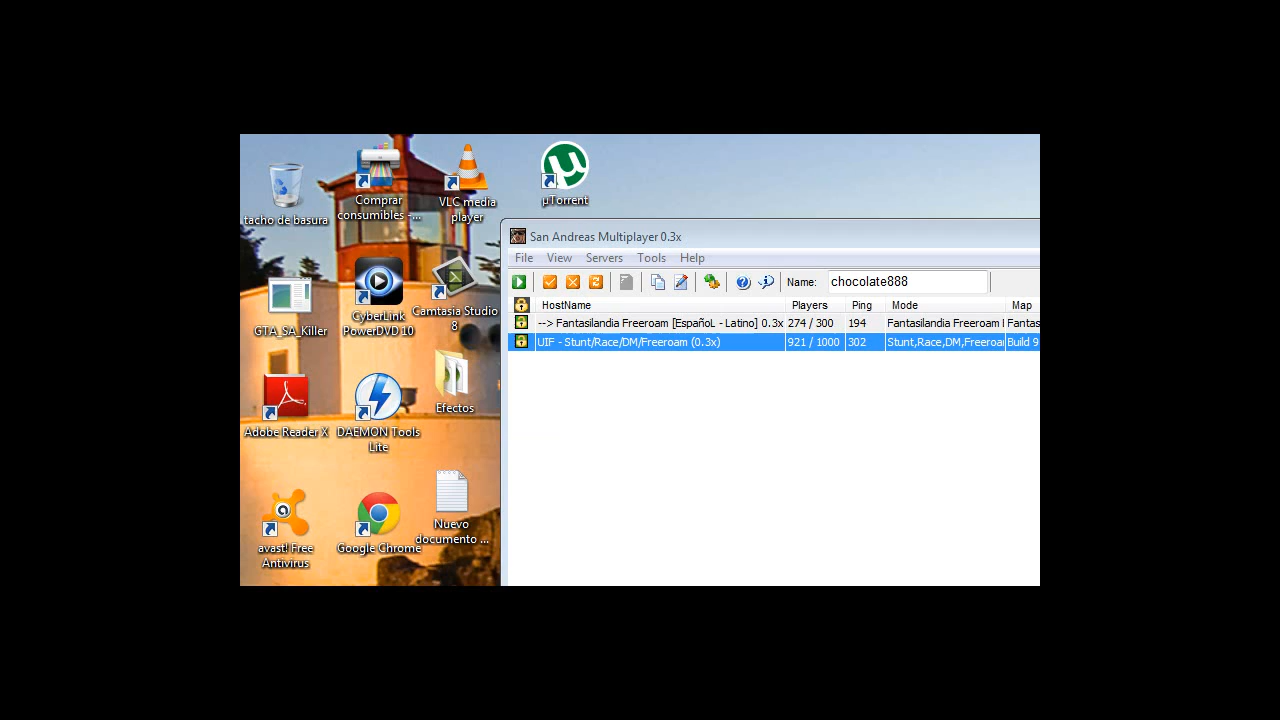 tacho de basura
Comprar
consumibles -...
VLC media
player
µTorrent
GTA_SA_Killer
CyberLink
PowerDVD 10
Camtasia Studio
8
Adobe Reader X
DAEMON Tools
Lite
Efectos
avast! Free
Antivirus
Google Chrome
Nuevo
documento ...
San Andreas Multiplayer 0.3x
File View Servers Tools Help
Name: chocolate888
HostName Players Ping Mode Map
--> Fantasilandia Freeroam [EspañoL - Latino] 0.3x 274 / 300 194 Fantasilandia Freeroam Fantas
UIF - Stunt/Race/DM/Freeroam (0.3x) 921 / 1000 302 Stunt,Race,DM,Freeroa Build 9